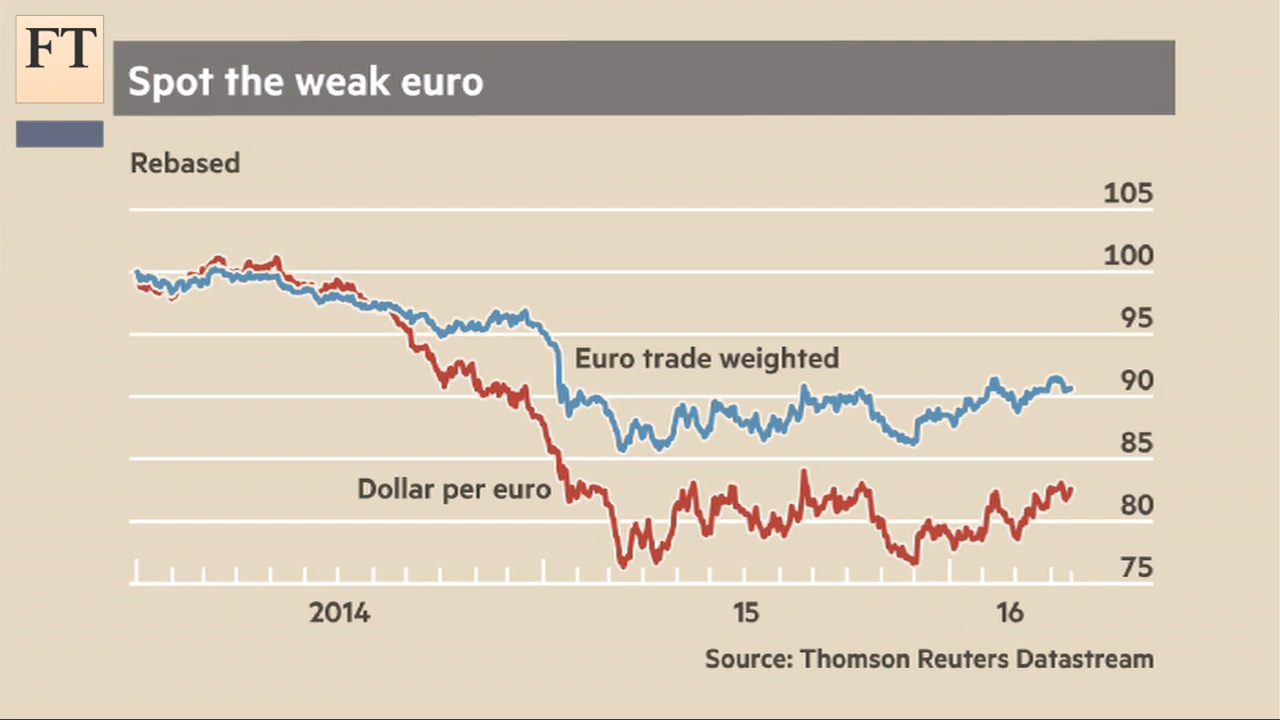 FT
Spot the weak euro
Rebased
105
100
95
Euro trade weighted
90
85
Dollar per euro
80
75
2014 15 16
Source: Thomson Reuters Datastream